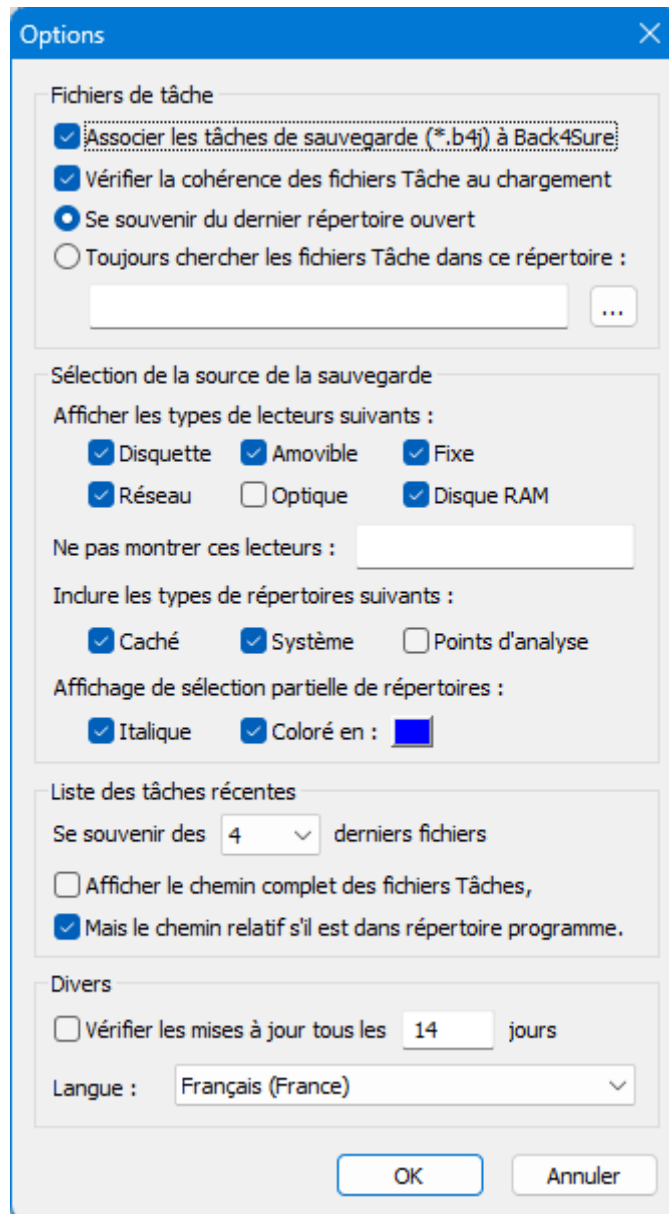 Options
Fichiers de tâche
Associer les tâches de sauvegarde (*.b4j) à Back4Sure
Vérifier la cohérence des fichiers Tâche au chargement
Se souvenir du dernier répertoire ouvert
Toujours chercher les fichiers Tâche dans ce répertoire :
...
Sélection de la source de la sauvegarde
Afficher les types de lecteurs suivants :
Disquette Amovible Fixe
Réseau Optique Disque RAM
Ne pas montrer ces lecteurs :
Inclure les types de répertoires suivants :
Caché Système Points d'analyse
Affichage de sélection partielle de répertoires :
Italique Coloré en :
Liste des tâches récentes
Se souvenir des 4 derniers fichiers
Afficher le chemin complet des fichiers Tâches,
Mais le chemin relatif s'il est dans répertoire programme.
Divers
Vérifier les mises à jour tous les 14 jours
Langue : Français (France)
OK Annuler